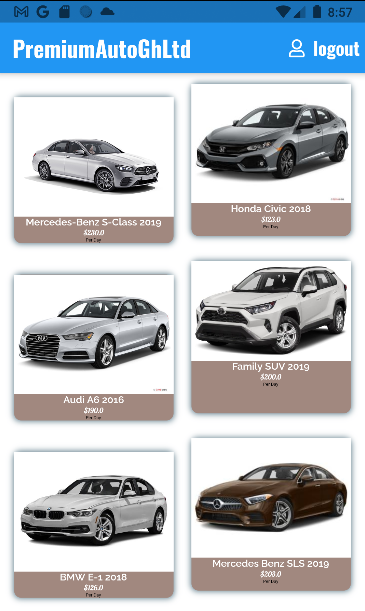 8:57
PremiumAutoGhLtd
logout
Mercedes-Benz S-Class 2019
$230.0
Per Day
Honda Civic 2018
$123.0
Per Day
Audi A6 2016
$190.0
Per Day
Family SUV 2019
$200.0
Per Day
BMW E-1 2018
$126.0
Per Day
Mercedes Benz SLS 2019
$200.0
Per Day